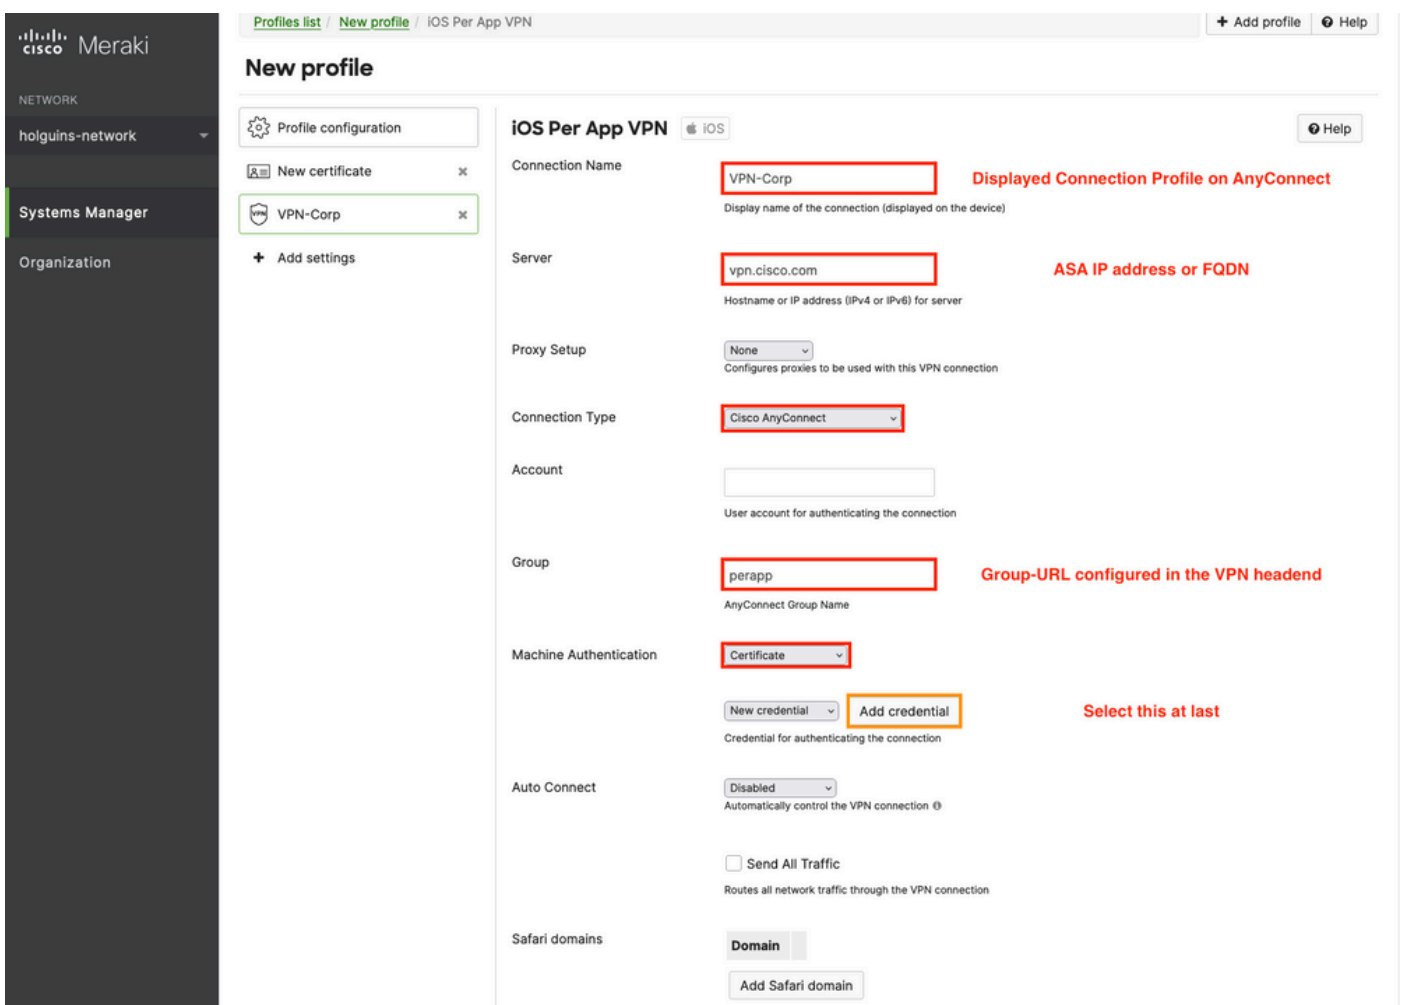 Profiles list / New profile / iOS Per App VPN
+ Add profile
Help
cisco Meraki
New profile
NETWORK
holguins-network
Systems Manager
Organization
Profile configuration
New certificate ×
VPN VPN-Corp ×
+ Add settings
iOS Per App VPN iOS
Help
Connection Name
VPN-Corp
Displayed Connection Profile on AnyConnect
Display name of the connection (displayed on the device)
Server
vpn.cisco.com
ASA IP address or FQDN
Hostname or IP address (IPv4 or IPv6) for server
Proxy Setup
None
Configures proxies to be used with this VPN connection
Connection Type
Cisco AnyConnect
Account
User account for authenticating the connection
Group
perapp
Group-URL configured in the VPN headend
AnyConnect Group Name
Machine Authentication
Certificate
New credential
Add credential
Select this at last
Credential for authenticating the connection
Auto Connect
Disabled
Automatically control the VPN connection
Send All Traffic
Routes all network traffic through the VPN connection
Safari domains
Domain
Add Safari domain